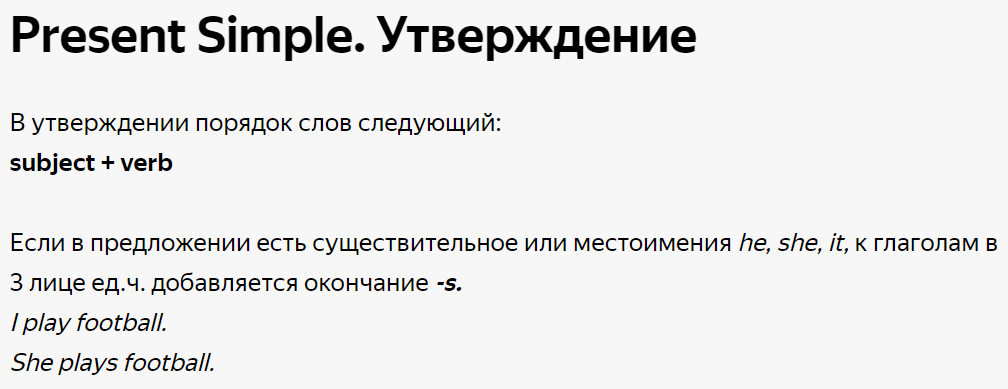 Present Simple. Утверждение
В утверждении порядок слов следующий:
subject + verb
Если в предложении есть существительное или местоимения he, she, it, к глаголам в
3 лице ед.ч. добавляется окончание -s.
I play football.
She plays football.